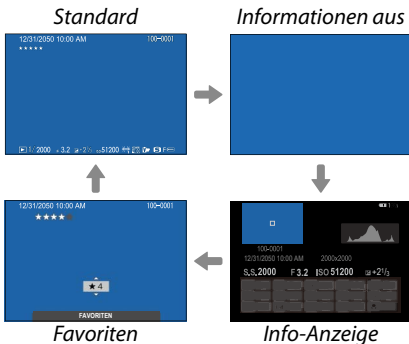 Standard
Informationen aus
12/31/2050 10:00 AM 100-0001
★★★★★
2000 3.2 51200
100-0001
12/31/2050 10:00 AM 2000x2000
S.S. 2000 F 3.2 ISO 51200 +2 1/3
12/31/2050 10:00 AM 100-0001
★★★★
★4
FAVORITEN
Favoriten
Info-Anzeige